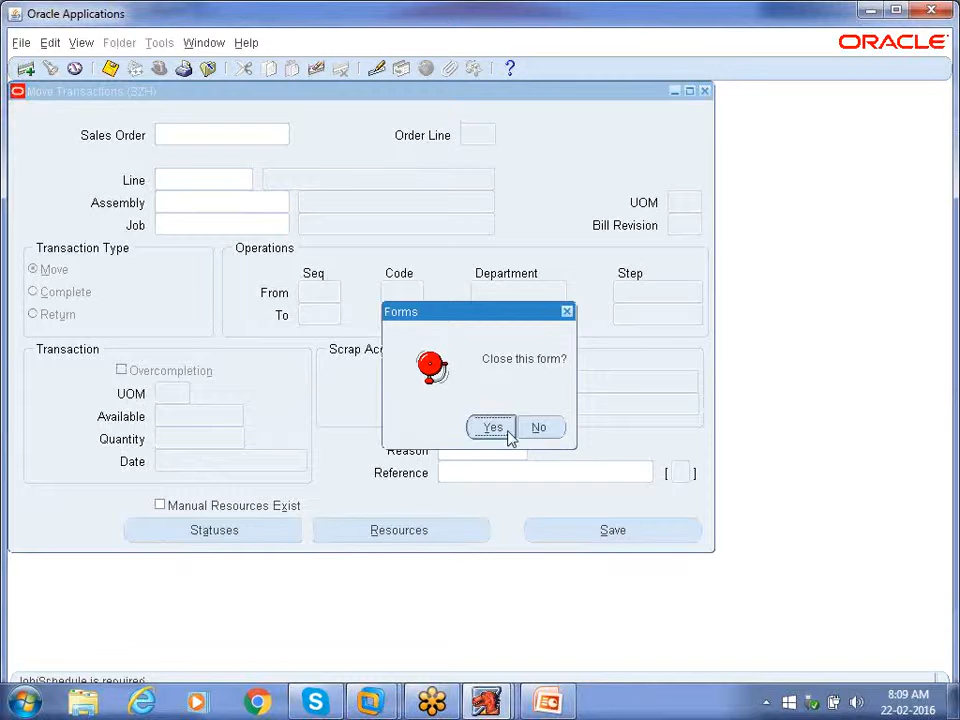 Oracle Applications
File Edit View Folder Tools Window Help
ORACLE
Move Transactions (BZH)
Sales Order
Order Line
Line
Assembly
UOM
Job
Bill Revision
Transaction Type
Operations
Seq Code Department Step
Move
Complete
Return
From
To
Forms
Close this form?
Yes No
Transaction
Scrap Acc
Overcompletion
UOM
Available
Quantity
Date
Reason
Reference
[ ]
Manual Resources Exist
Statuses Resources Save
Job/Schedule is required.
8:09 AM
22-02-2016